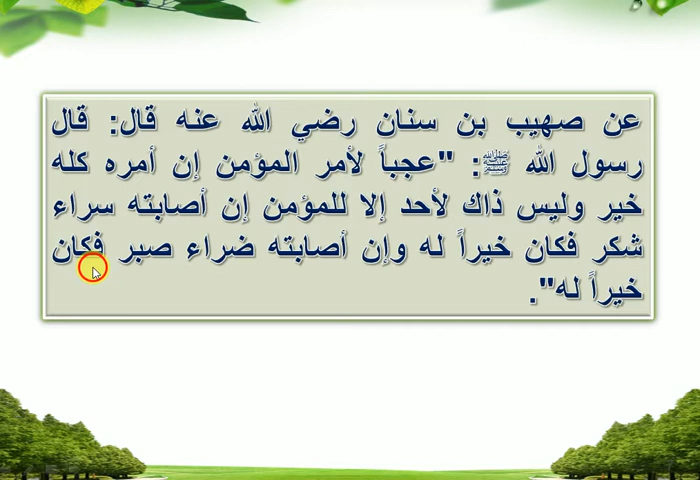 عن صهيب بن سنان رضي الله عنه قال: قال
رسول الله ﷺ: "عجباً لأمر المؤمن إن أمره كله
خير وليس ذاك لأحد إلا للمؤمن إن أصابته سراء
شكر فكان خيراً له وإن أصابته ضراء صبر فكان
خيراً له".